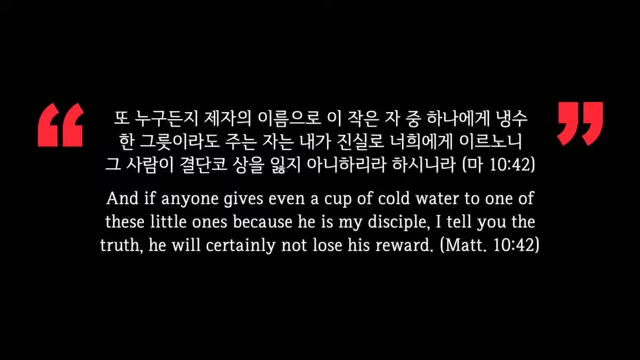 또 누구든지 제자의 이름으로 이 작은 자 중 하나에게 냉수
한 그릇이라도 주는 자는 내가 진실로 너희에게 이르노니
그 사람이 결단코 상을 잃지 아니하리라 하시니라 (마 10:42)
And if anyone gives even a cup of cold water to one of
these little ones because he is my disciple, I tell you the
truth, he will certainly not lose his reward. (Matt. 10:42)